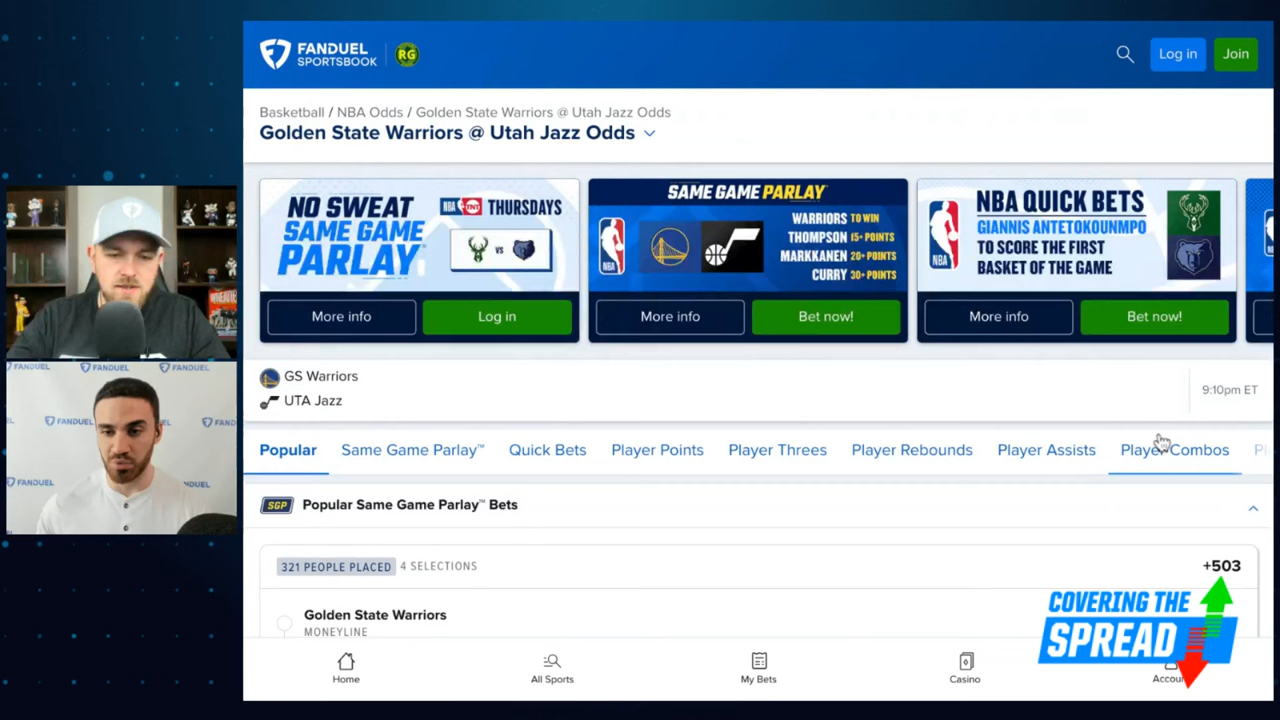 FANDUEL
SPORTSBOOK
RG
Log in
Join
Basketball / NBA Odds / Golden State Warriors @ Utah Jazz Odds
Golden State Warriors @ Utah Jazz Odds
NO SWEAT
SAME GAME
PARLAY™
NBA
THURSDAYS
VS
More info
Log in
SAME GAME PARLAY™
NBA
WARRIORS TO WIN
THOMPSON 15+ POINTS
MARKKANEN 20+ POINTS
CURRY 30+ POINTS
More info
Bet now!
NBA
NBA QUICK BETS
GIANNIS ANTETOKOUNMPO
TO SCORE THE FIRST
BASKET OF THE GAME
More info
Bet now!
GS Warriors
UTA Jazz
9:10pm ET
Popular
Same Game Parlay™
Quick Bets
Player Points
Player Threes
Player Rebounds
Player Assists
Player Combos
SGP
Popular Same Game Parlay™ Bets
321 PEOPLE PLACED
4 SELECTIONS
+503
Golden State Warriors
MONEYLINE
Home
All Sports
My Bets
Casino
COVERING THE
SPREAD
FANDUEL
FANDUEL
FANDUEL
FANDUEL
FANDUEL